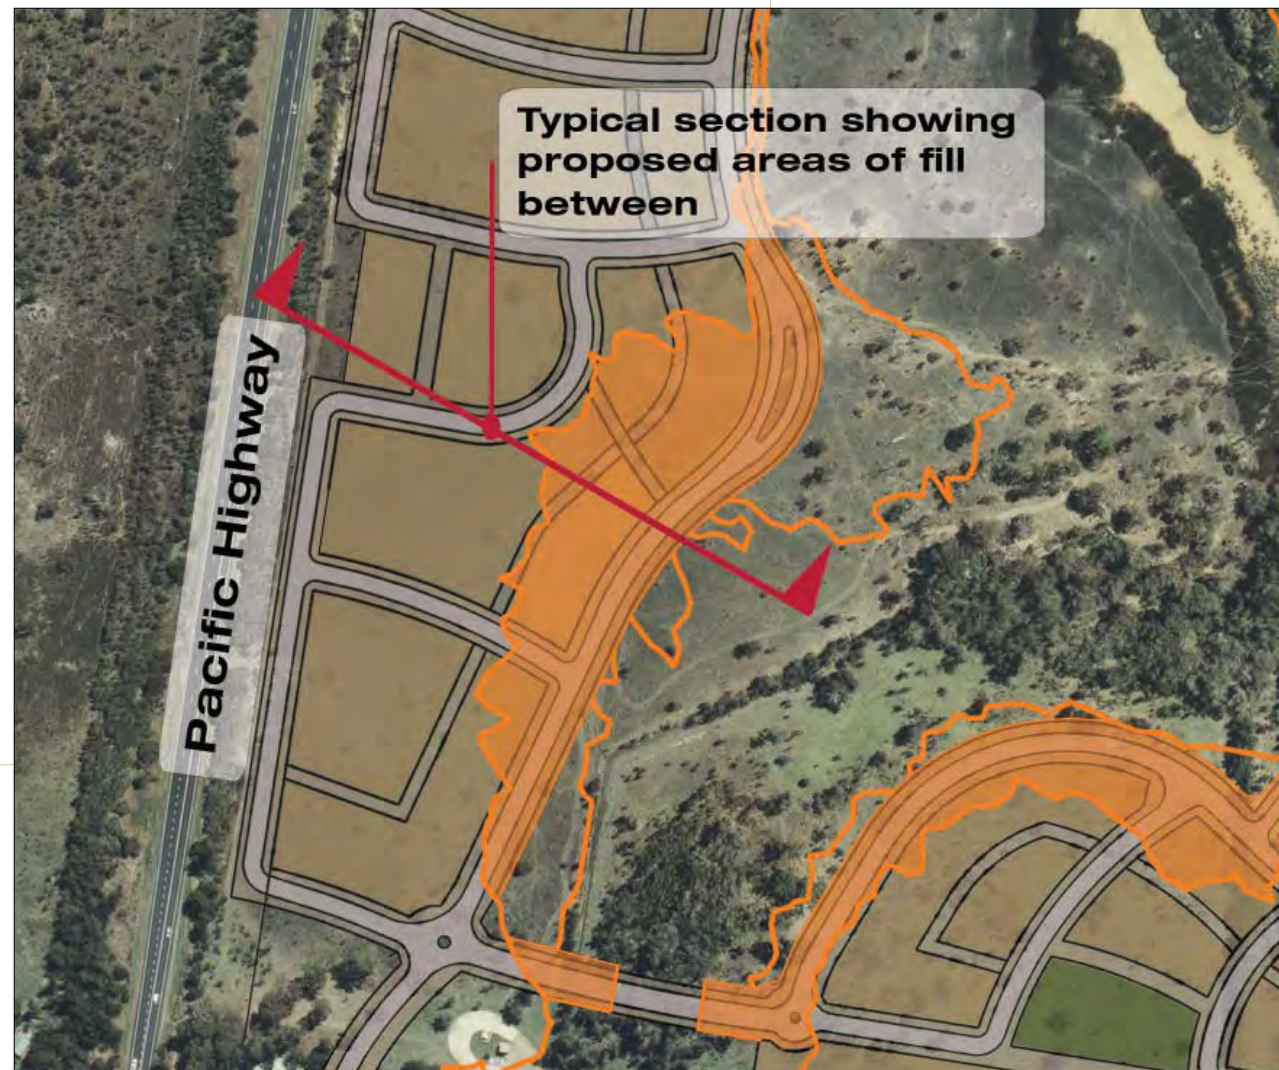 Typical section showing
proposed areas of fill
between
Pacific Highway